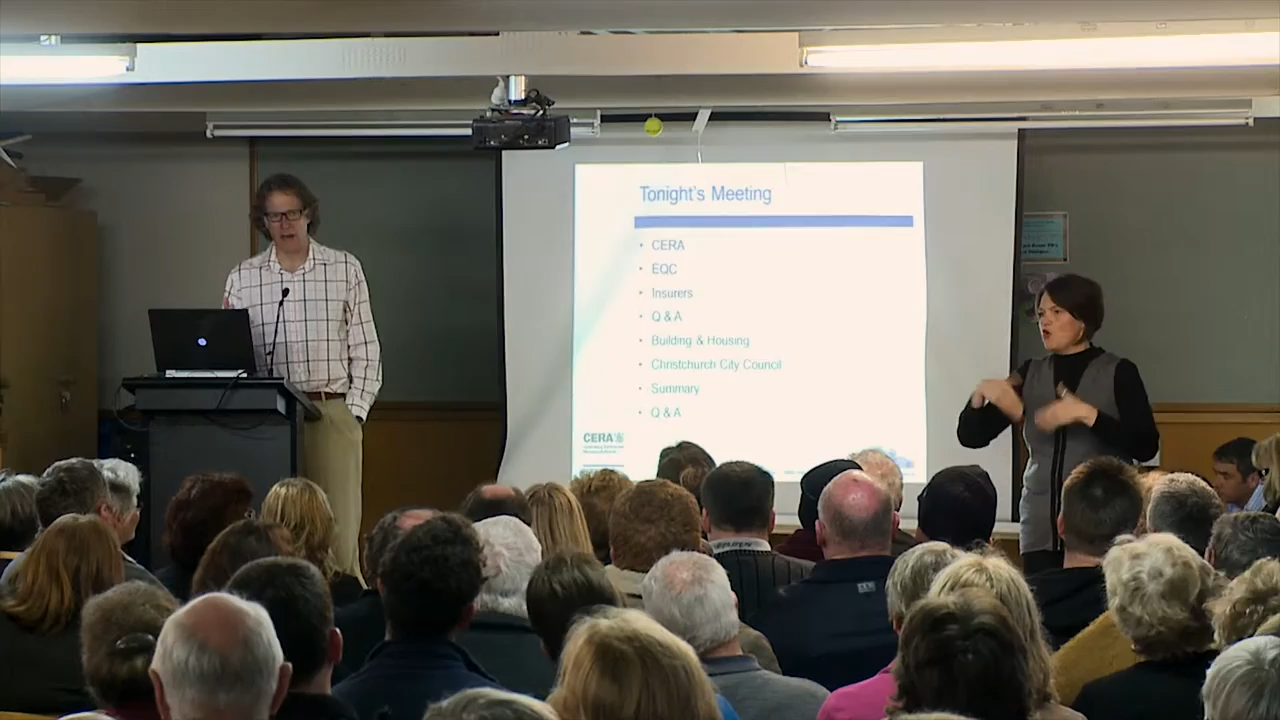 Tonight's Meeting
• CERA
• EQC
• Insurers
• Q & A
• Building & Housing
• Christchurch City Council
• Summary
• Q & A
CERA